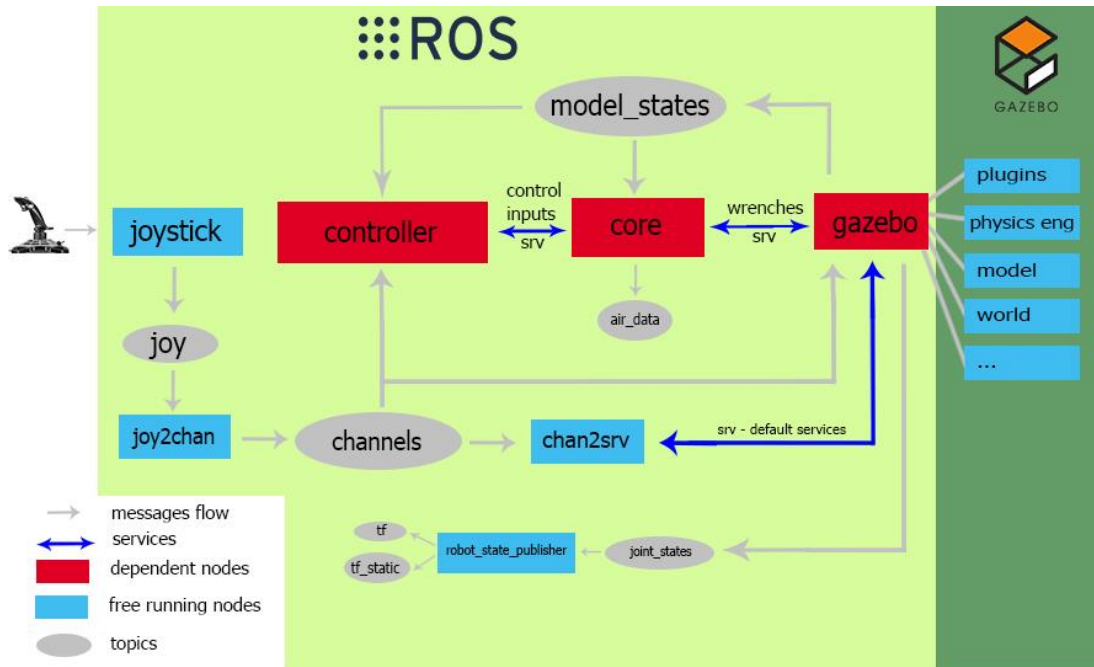 ROS
GAZEBO
model_states
plugins
physics eng
model
world
...
joystick
controller
control
inputs
srv
core
wrenches
srv
gazebo
air_data
joy
joy2chan
channels
chan2srv
srv - default services
messages flow
services
dependent nodes
free running nodes
topics
tf
tf_static
robot_state_publisher
joint_states